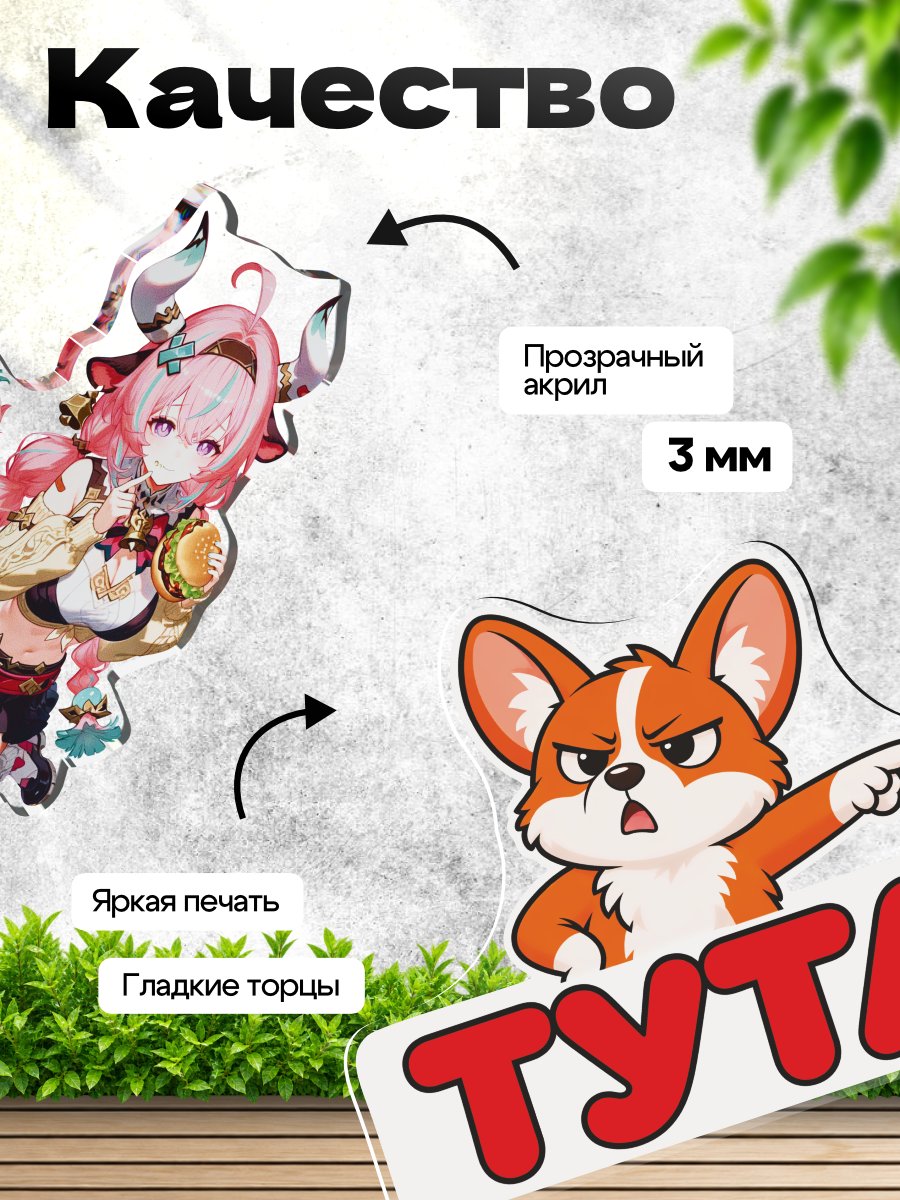 Качество
Прозрачный
акрил
3 мм
Яркая печать
Гладкие торцы
ТУТ